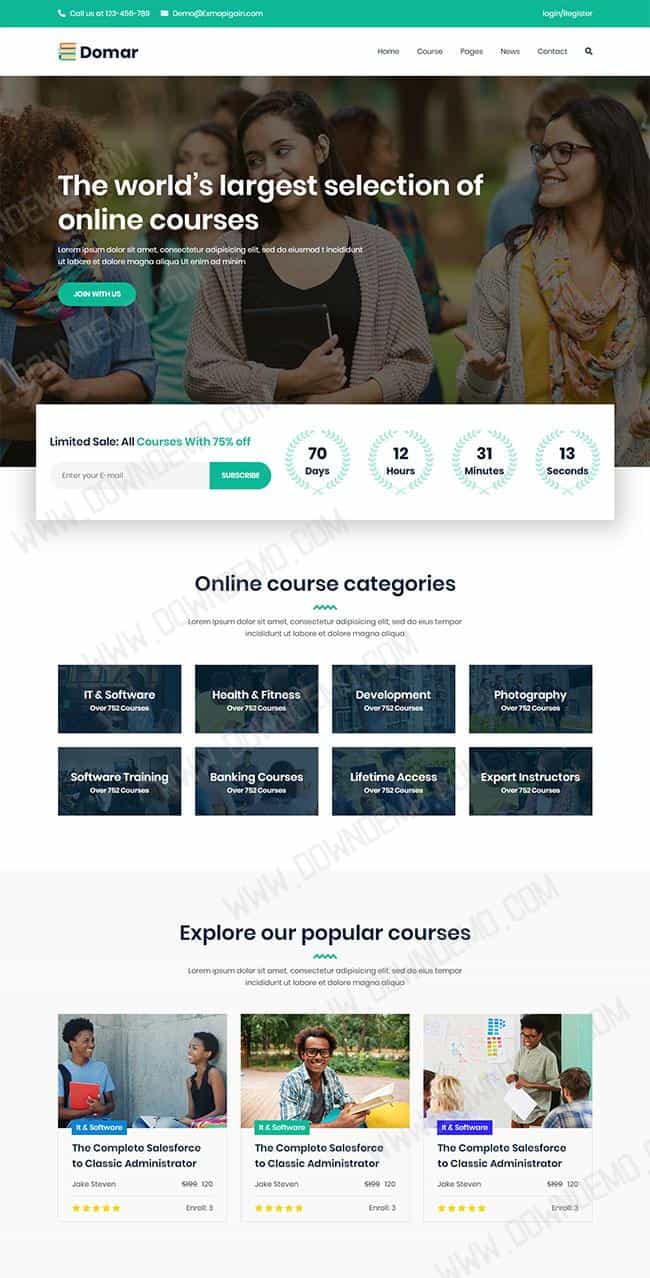 Call us at 123-456-789 Demo@Exmapigain.com login/Register
Domar Home Course Pages News Contact
The world's largest selection of
online courses
Lorem ipsum dolor sit amet, consectetur adipisicing elit, sed do eiusmod t incididunt
ut labore et dolore magna aliqua Ut enim ad minim
JOIN WITH US
Limited Sale: All Courses With 75% off
Enter your E-mail SUBSCRIBE
70 12 31 13
Days Hours Minutes Seconds
Online course categories
Lorem ipsum dolor sit amet, consectetur adipisicing elit, sed do eius tempor
incididunt ut labore et dolore magna aliqua
IT & Software Health & Fitness Development Photography
Over 752 Courses Over 752 Courses Over 752 Courses Over 752 Courses
Software Training Banking Courses Lifetime Access Expert Instructors
Over 752 Courses Over 752 Courses Over 752 Courses Over 752 Courses
Explore our popular courses
Lorem ipsum dolor sit amet, consectetur adipisicing elit, sed do eius tempor
incididunt ut labore et dolore magna aliqua
It & Software It & Software It & Software
The Complete Salesforce The Complete Salesforce The Complete Salesforce
to Classic Administrator to Classic Administrator to Classic Administrator
Jake Steven $199 120 Jake Steven $199 120 Jake Steven $199 120
Enroll: 3 Enroll: 3 Enroll: 3
WWW.DOWNDEMO.COM